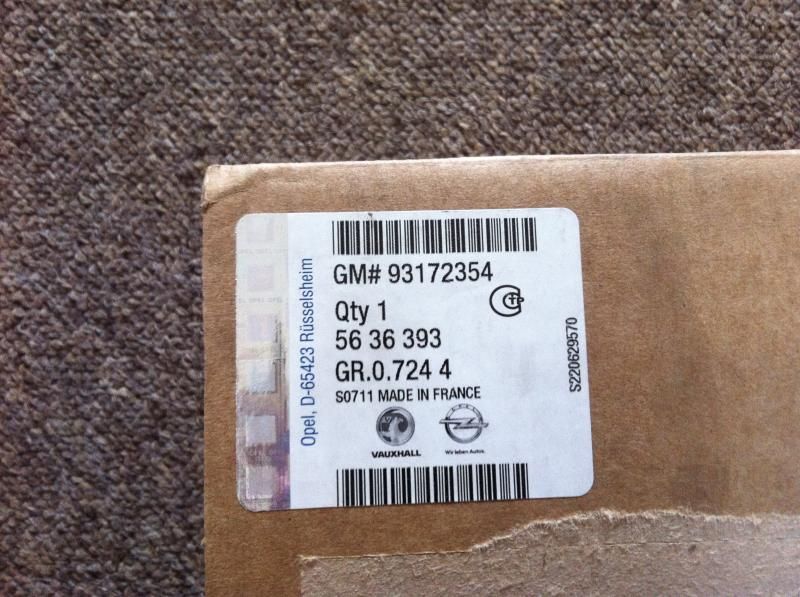 GM# 93172354
Qty 1
56 36 393
GR.0.724 4
S0711 MADE IN FRANCE
VAUXHALL
OPEL
Wir leben Autos.
Opel, D-65423 Rüsselsheim
S220629570